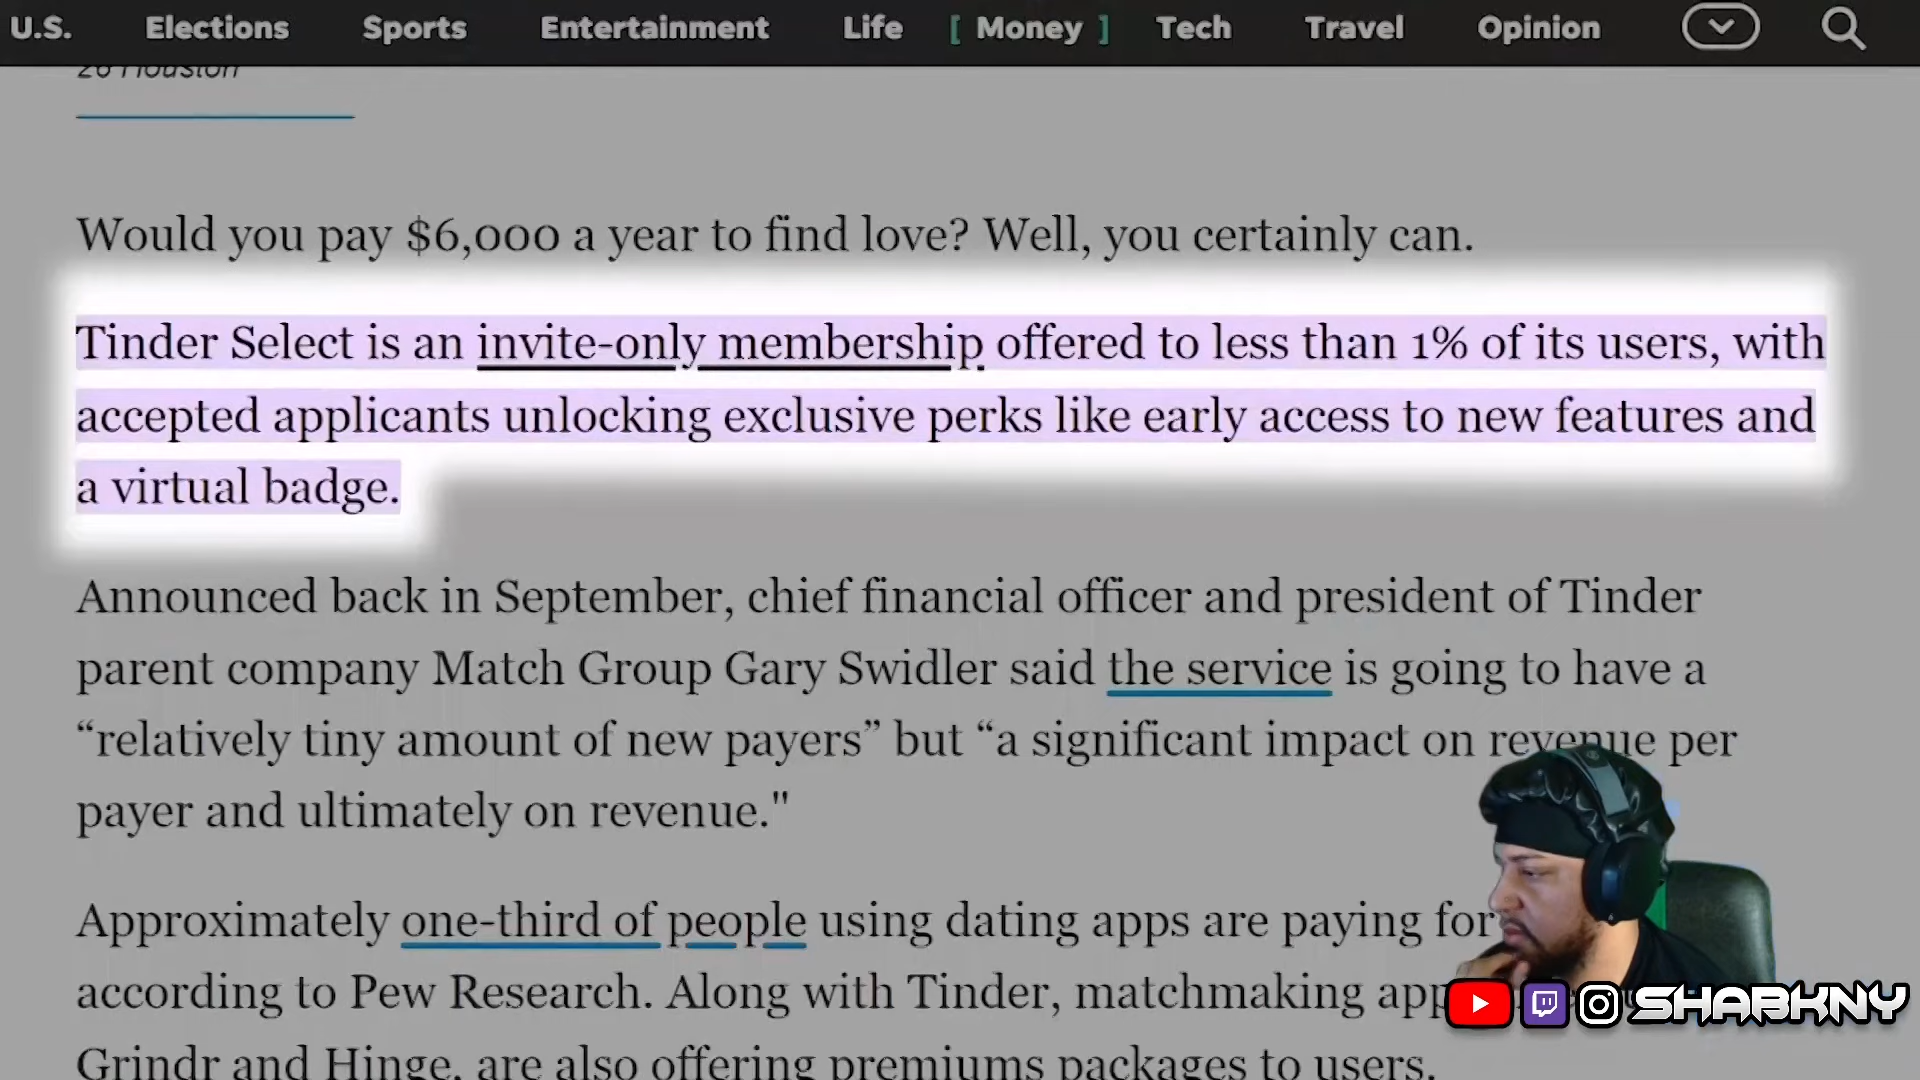 U.S. Elections Sports Entertainment Life [ Money ] Tech Travel Opinion
26 Houston
Would you pay $6,000 a year to find love? Well, you certainly can.
Tinder Select is an invite-only membership offered to less than 1% of its users, with
accepted applicants unlocking exclusive perks like early access to new features and
a virtual badge.
Announced back in September, chief financial officer and president of Tinder
parent company Match Group Gary Swidler said the service is going to have a
“relatively tiny amount of new payers” but “a significant impact on revenue per
payer and ultimately on revenue."
Approximately one-third of people using dating apps are paying for
according to Pew Research. Along with Tinder, matchmaking app
Grindr and Hinge, are also offering premiums packages to users.
SHABKNY